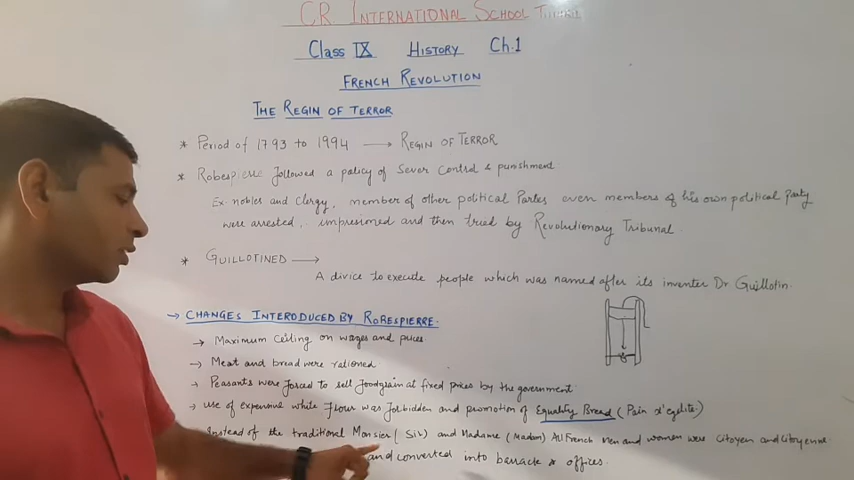 CR INTERNATIONAL SCHOOL
Class IX HISTORY Ch.1
FRENCH REVOLUTION
THE REGIN OF TERROR
* Period of 1793 to 1994 → REGIN OF TERROR
* Robespierre followed a policy of Sever Control & punishment
Ex- nobles and Clergy, member of other political Parties even members of his own political Party
were arrested, impresioned and then tried by Revolutionary Tribunal.
* GUILLOTINED →
A divice to execute people which was named after its inventer Dr Guillotin.
→ CHANGES INTERODUCED BY ROBESPIERRE
→ Maximum Ceiling on wages and prices
→ Meat and bread were rationed
→ Peasants were forced to sell foodgrain at fixed prices by the government
→ use of expensive white flour was forbidden and promotion of Equality Bread (Pain d'egelite)
Instead of the traditional Monsier (Sir) and Madame (Madam) All French Men and women were citoyen and citoyenne
and converted into barrack & offices.